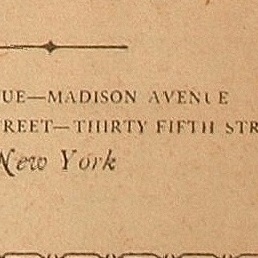 UE—MADISON AVENUE
REET—THIRTY FIFTH STR
New York